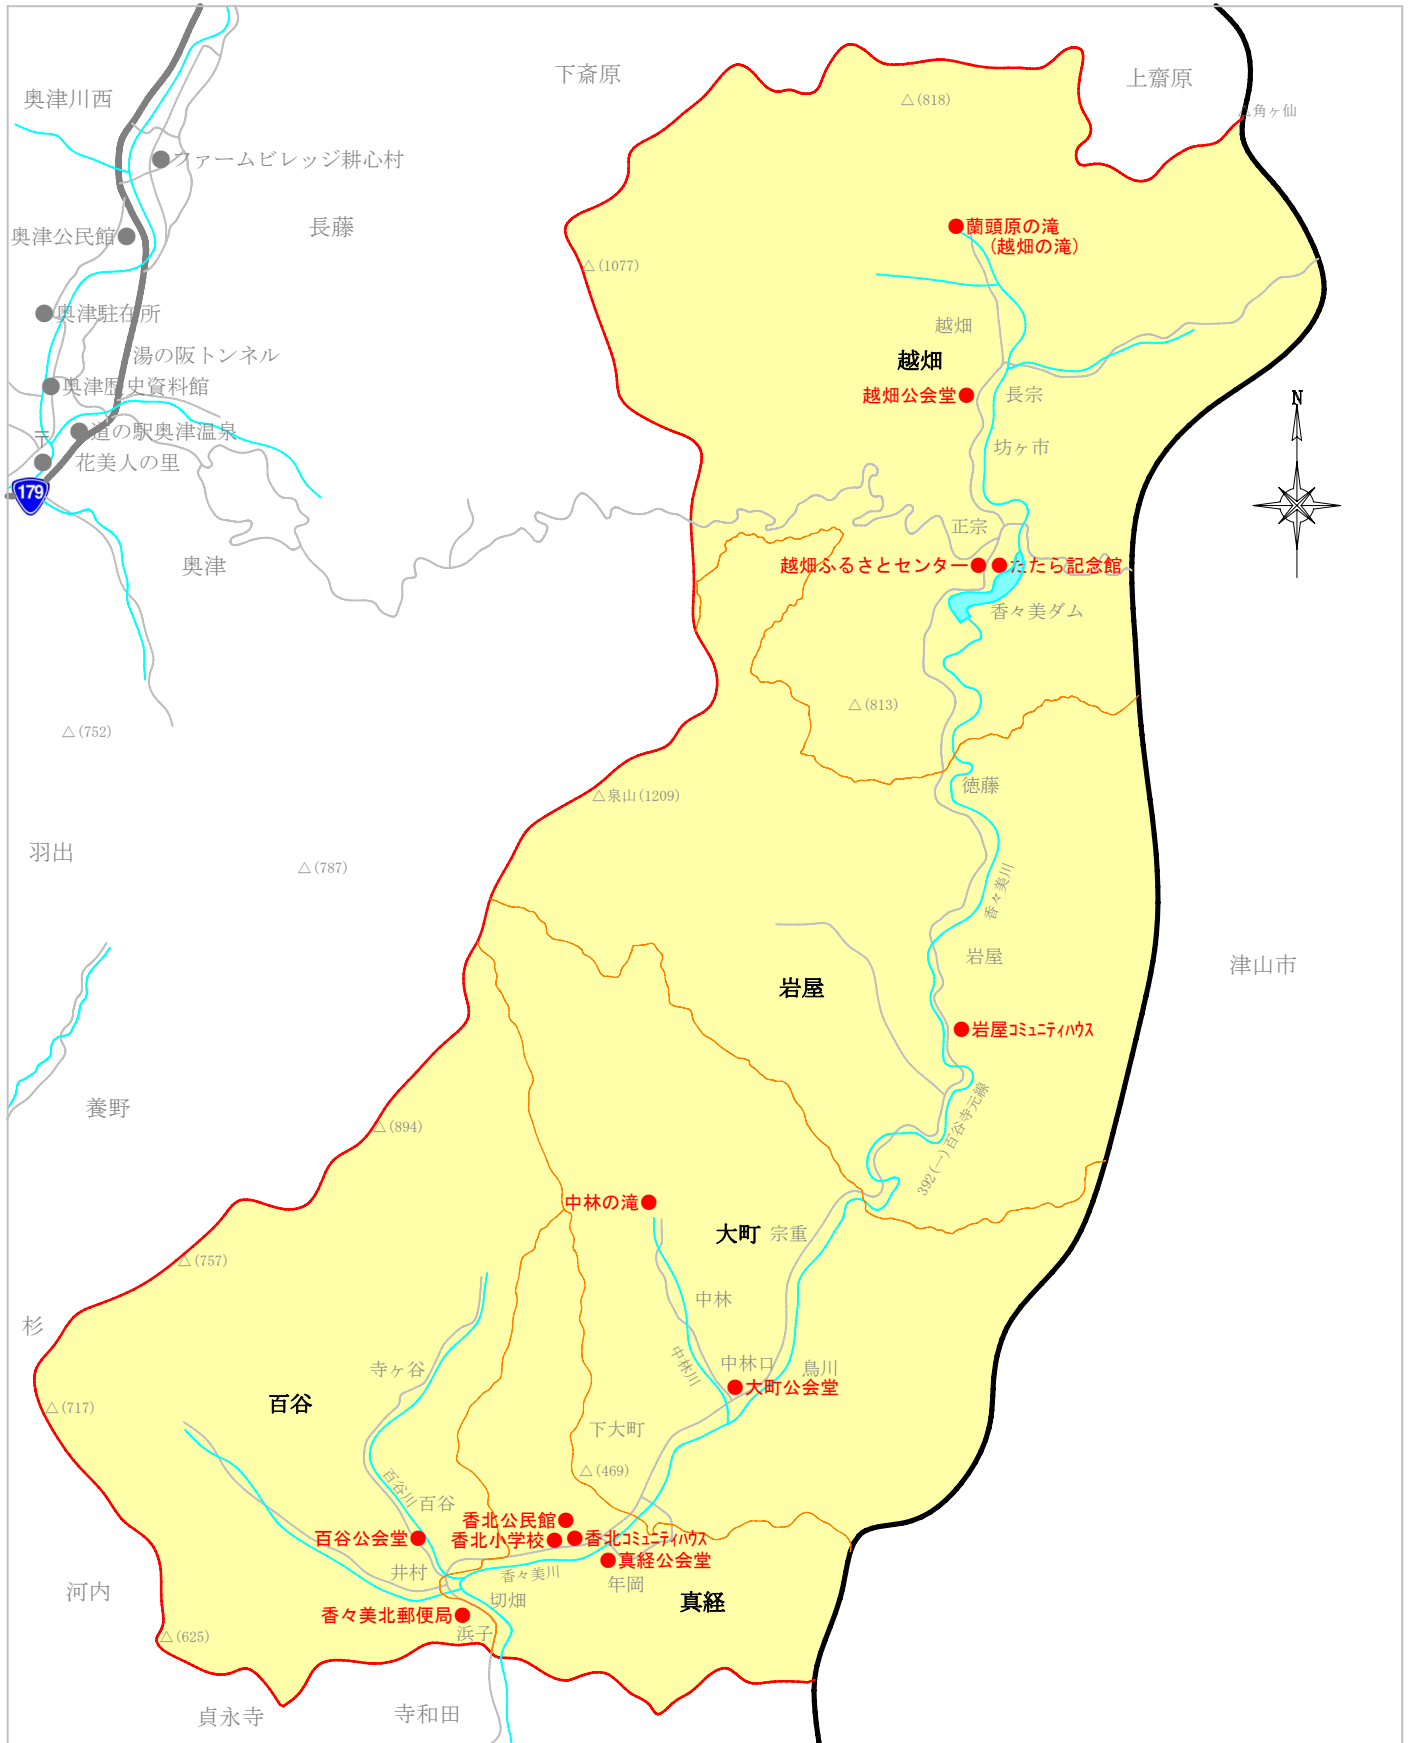 下斎原
上齋原
奥津川西
△(818)
△角ヶ仙
ファームビレッジ耕心村
長藤
蘭頭原の滝
(越畑の滝)
奥津公民館
△(1077)
奥津駐在所
越畑
湯の阪トンネル
越畑
奥津歴史資料館
越畑公会堂
長宗
N
道の駅奥津温泉
坊ヶ市
花美人の里
179
正宗
奥津
越畑ふるさとセンター
たたら記念館
香々美ダム
△(752)
△(813)
徳藤
△泉山(1209)
羽出
△(787)
香々美川
岩屋
津山市
岩屋
岩屋ｺﾐｭﾆﾃｨﾊｳｽ
養野
△(894)
392(一)百谷寺元線
中林の滝
大町
宗重
△(757)
中林
杉
中林川
中林口
鳥川
寺ヶ谷
大町公会堂
百谷
△(717)
下大町
△(469)
百谷川
百谷
香北公民館
百谷公会堂
香北小学校
香北ｺﾐｭﾆﾃｨﾊｳｽ
真経公会堂
井村
香々美川
年岡
河内
切畑
真経
香々美北郵便局
浜子
△(625)
貞永寺
寺和田